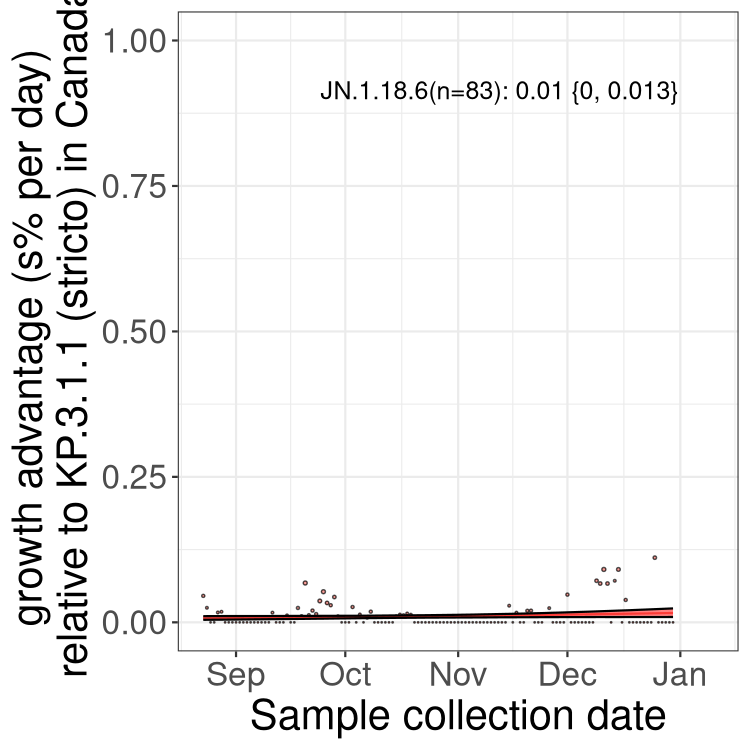 growth advantage (s% per day)
relative to KP.3.1.1 (stricto) in Canada
1.00
0.75
0.50
0.25
0.00
JN.1.18.6(n=83): 0.01 {0, 0.013}
Sep Oct Nov Dec Jan
Sample collection date